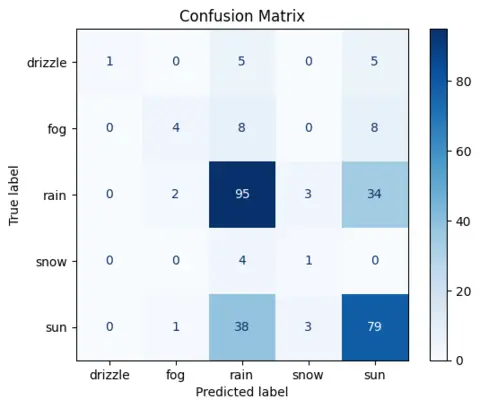 Confusion Matrix
drizzle 1 0 5 0 5
fog 0 4 8 0 8
rain 0 2 95 3 34
snow 0 0 4 1 0
sun 0 1 38 3 79
drizzle fog rain snow sun
Predicted label
True label
80
60
40
20
0